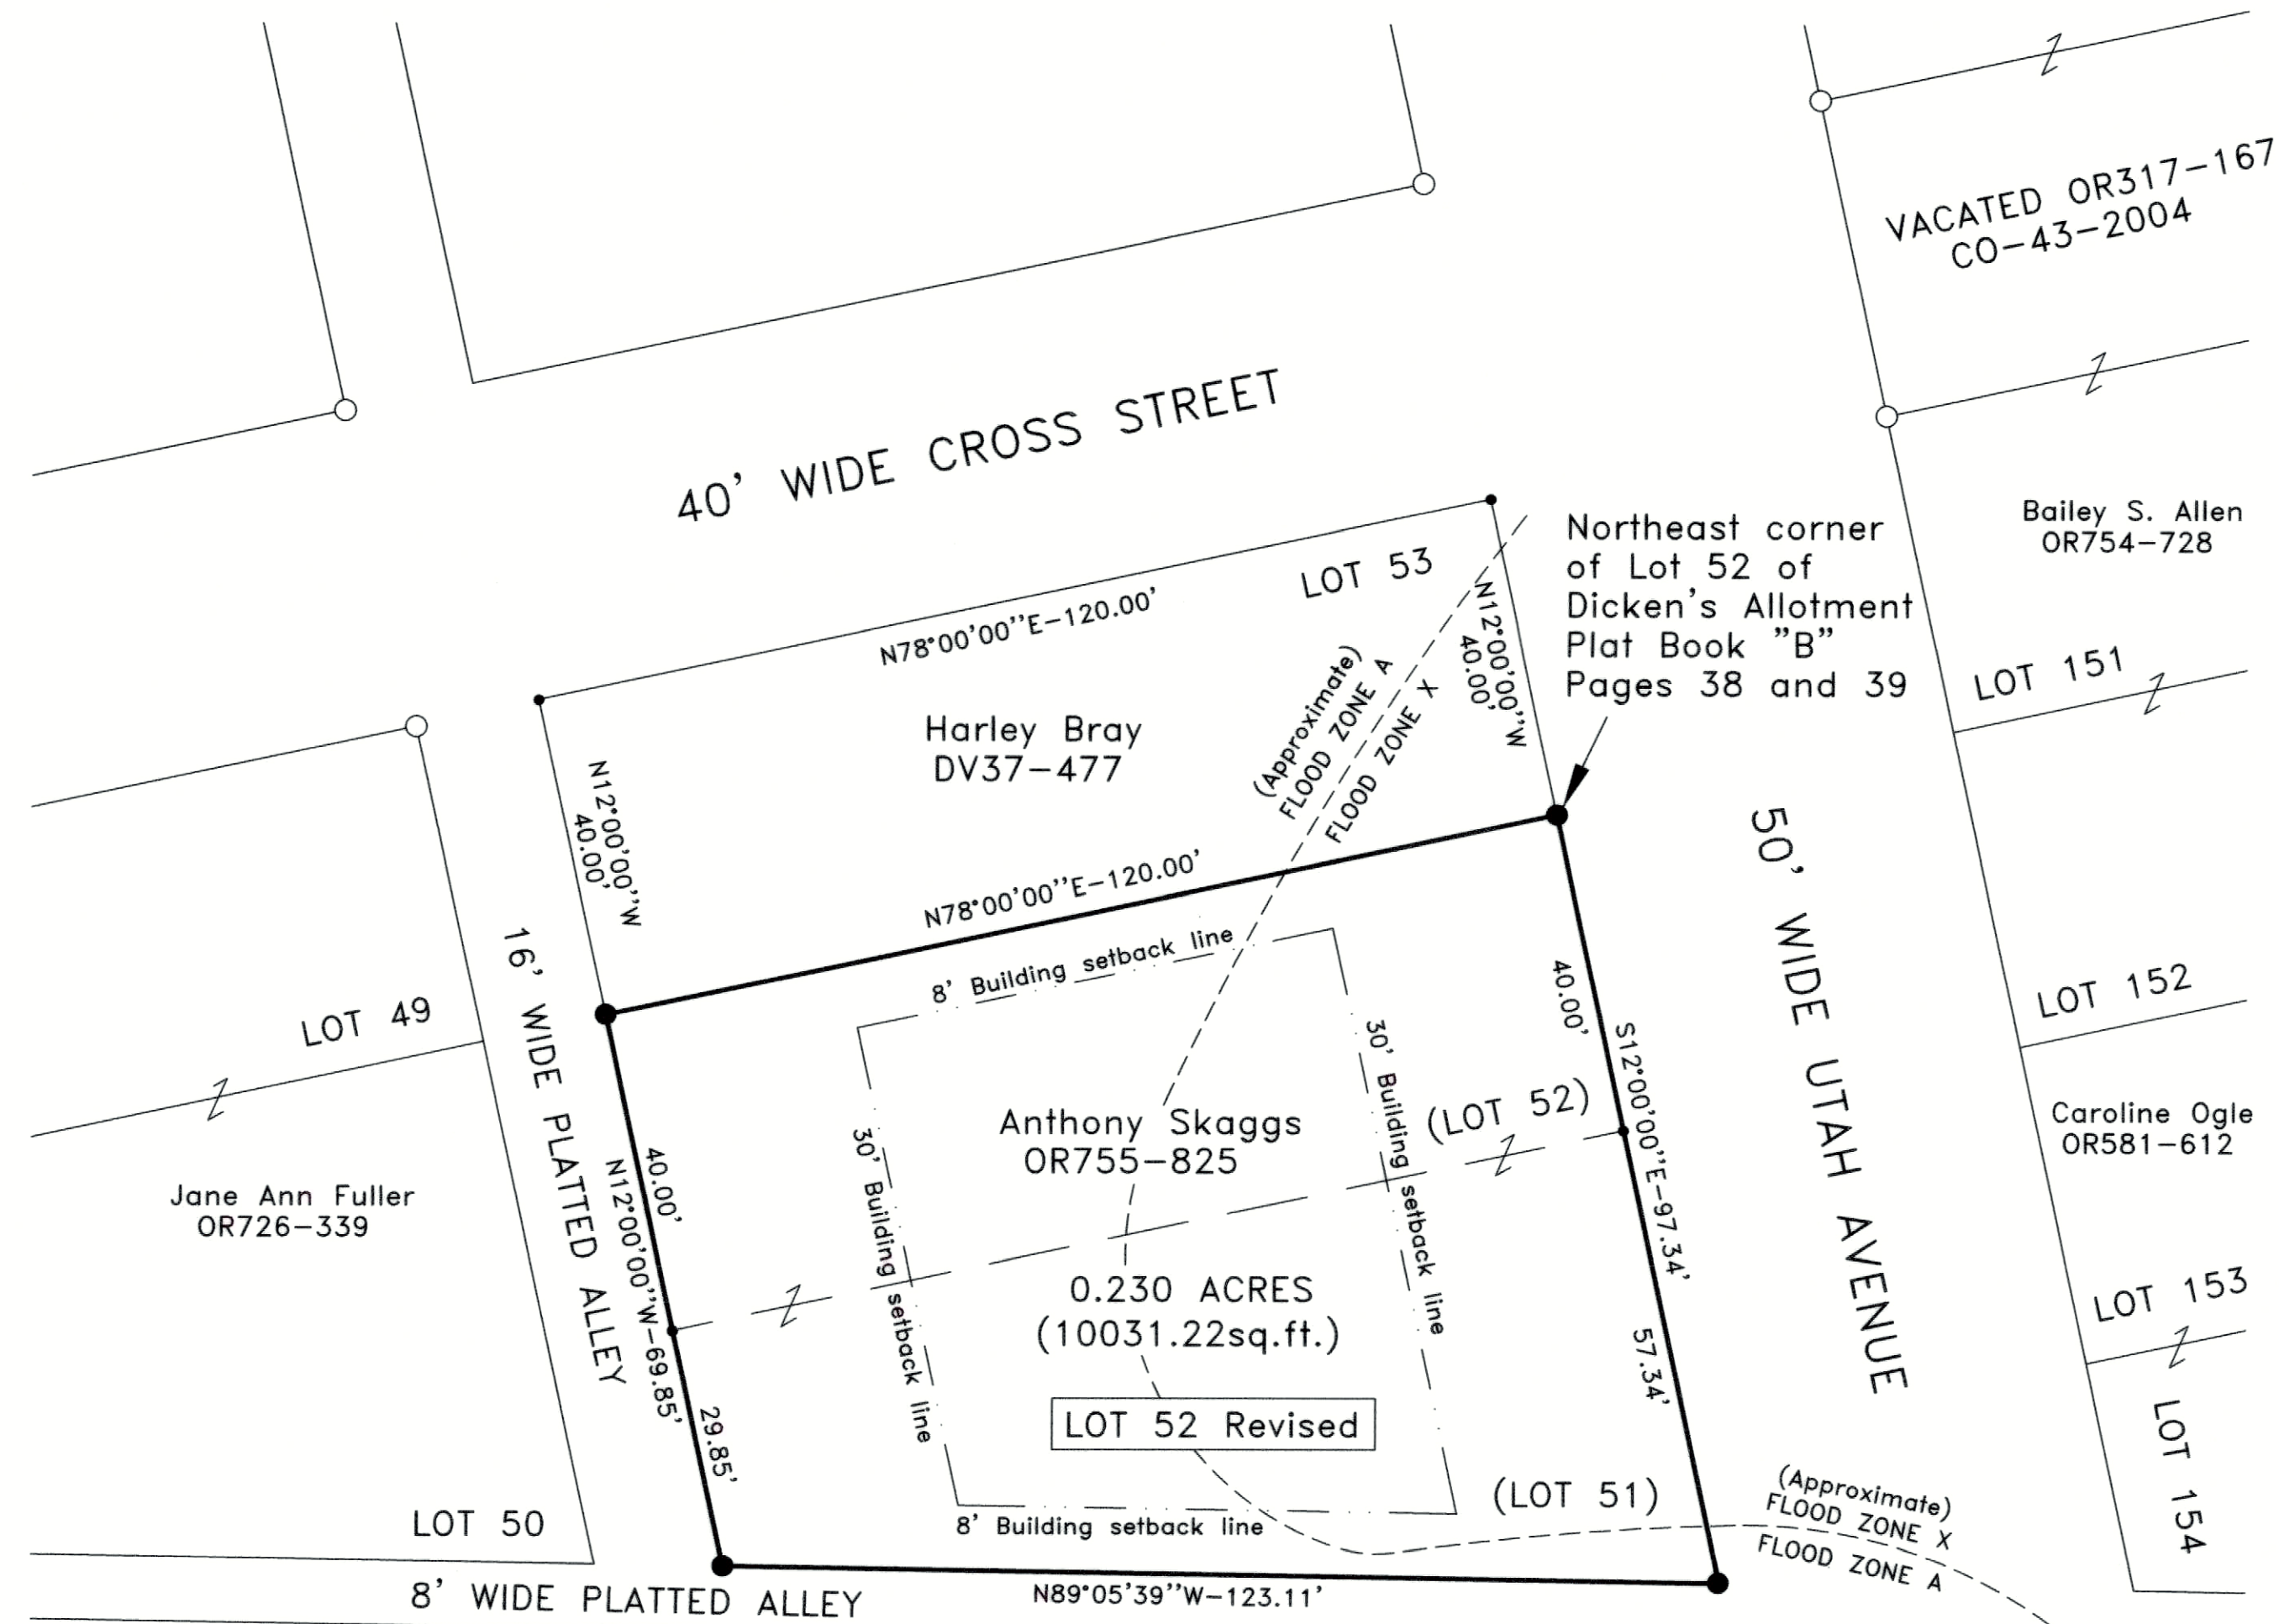 VACATED OR317-167
CO-43-2004
40' WIDE CROSS STREET
Northeast corner
of Lot 52 of
Dicken's Allotment
Plat Book "B"
Pages 38 and 39
Bailey S. Allen
OR754-728
LOT 53
N78°00'00''E-120.00'
N12°00'00''W
40.00'
(Approximate)
FLOOD ZONE A
FLOOD ZONE X
LOT 151
Harley Bray
DV37-477
N12°00'00''W
40.00'
N78°00'00''E-120.00'
50' WIDE UTAH AVENUE
16' WIDE PLATTED ALLEY
LOT 49
8' Building setback line
40.00'
S12°00'00''E-97.34'
LOT 152
30' Building setback line
30' Building setback line
Anthony Skaggs
OR755-825
(LOT 52)
Caroline Ogle
OR581-612
Jane Ann Fuller
OR726-339
40.00'
N12°00'00''W-69.85'
0.230 ACRES
(10031.22sq.ft.)
LOT 153
57.34'
29.85'
LOT 52 Revised
LOT 154
(LOT 51)
(Approximate)
FLOOD ZONE X
FLOOD ZONE A
LOT 50
8' Building setback line
8' WIDE PLATTED ALLEY
N89°05'39''W-123.11'